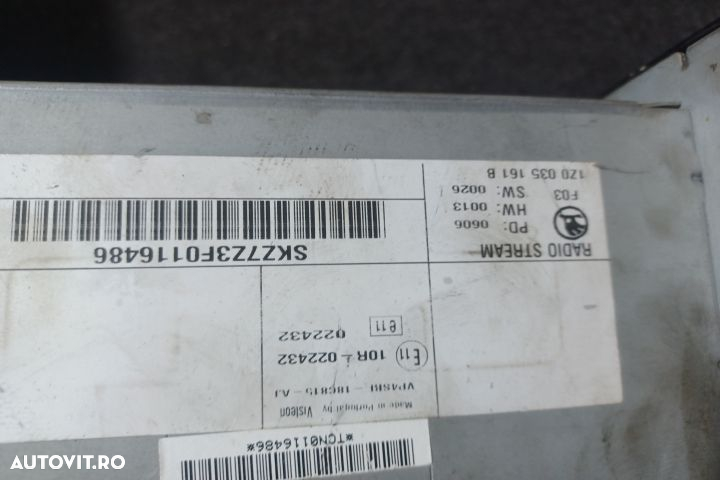 *TCN0116486*
Made in Portugal by Visteon
VP4SKF-18C815-AJ
E11 10R-022432
e11 022432
RADIO STREAM
PD: 0606
HW: 0013
SW: 0026
F03
1Z0 035 161 B
SKZ7Z3F0116486
AUTOVIT.RO